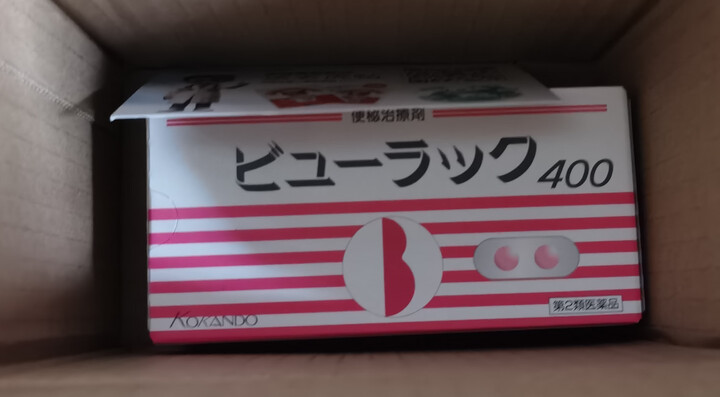 便秘治療剤
ビューラック400
第2類医薬品
KOKANDO